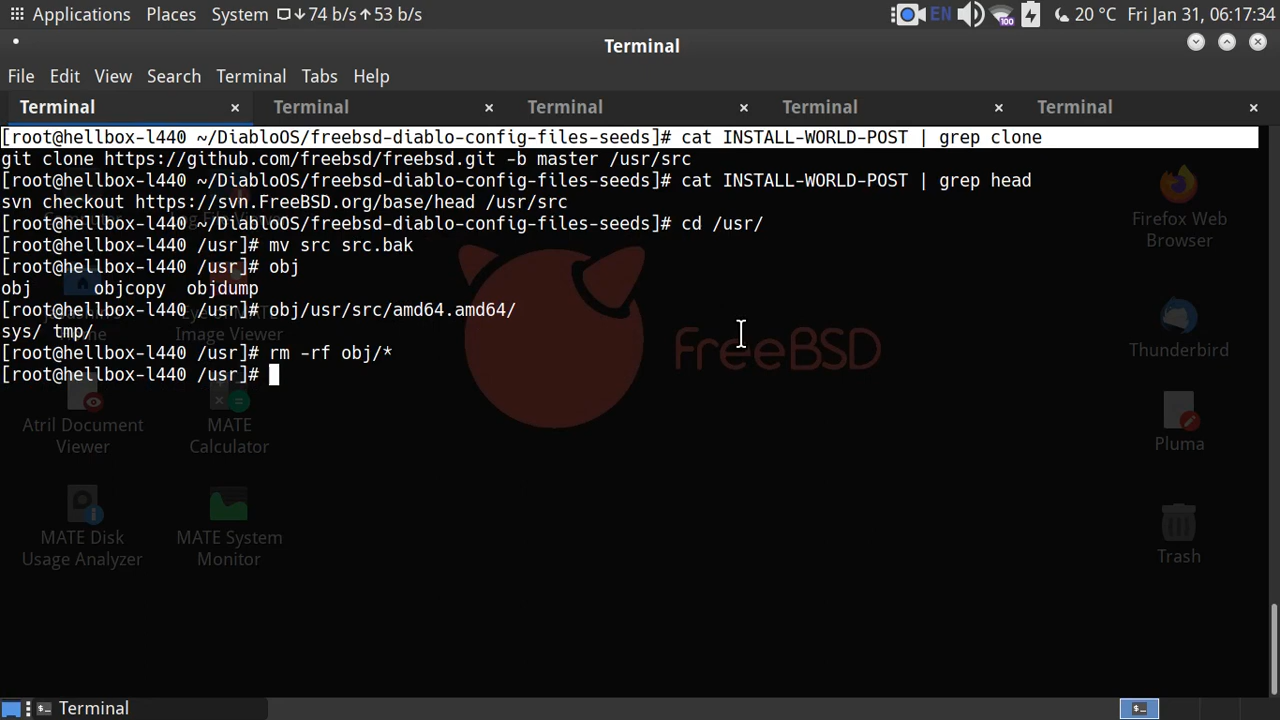 Applications Places System 74 b/s 53 b/s EN 100 20 °C Fri Jan 31, 06:17:34
Terminal
File Edit View Search Terminal Tabs Help
Terminal × Terminal × Terminal × Terminal × Terminal ×
[root@hellbox-l440 ~/DiabloOS/freebsd-diablo-config-files-seeds]# cat INSTALL-WORLD-POST | grep clone
git clone https://github.com/freebsd/freebsd.git -b master /usr/src
[root@hellbox-l440 ~/DiabloOS/freebsd-diablo-config-files-seeds]# cat INSTALL-WORLD-POST | grep head
svn checkout https://svn.FreeBSD.org/base/head /usr/src
[root@hellbox-l440 ~/DiabloOS/freebsd-diablo-config-files-seeds]# cd /usr/
[root@hellbox-l440 /usr]# mv src src.bak
[root@hellbox-l440 /usr]# obj
obj objcopy objdump
[root@hellbox-l440 /usr]# obj/usr/src/amd64.amd64/
sys/ tmp/
[root@hellbox-l440 /usr]# rm -rf obj/*
[root@hellbox-l440 /usr]#
FreeBSD
Firefox Web
Browser
Image Viewer
Thunderbird
Atril Document
Viewer
MATE
Calculator
Pluma
MATE Disk
Usage Analyzer
MATE System
Monitor
Trash
Terminal